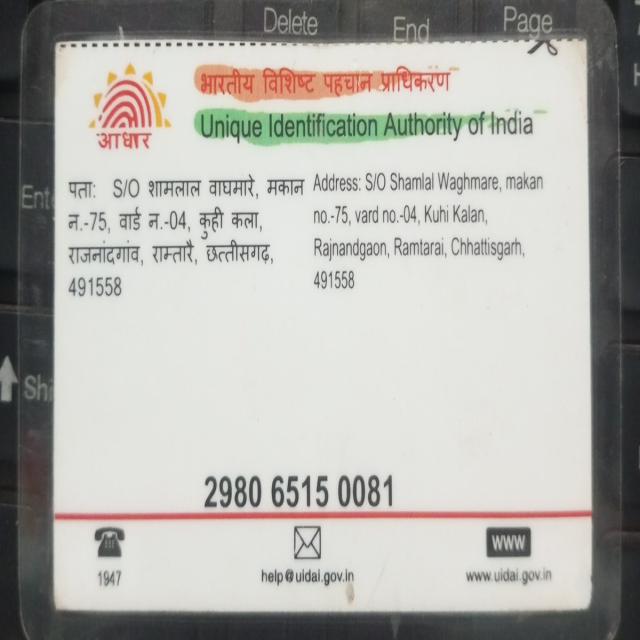 Delete
End
Page
Ente
Shi
भारतीय विशिष्ट पहचान प्राधिकरण
Unique Identification Authority of India
आधार
पता: S/O शामलाल वाघमारे, मकान
न.-75, वार्ड न.-04, कुही कला,
राजनांदगांव, राम्तारै, छत्तीसगढ़,
491558
Address: S/O Shamlal Waghmare, makan
no.-75, vard no.-04, Kuhi Kalan,
Rajnandgaon, Ramtarai, Chhattisgarh,
491558
2980 6515 0081
1947
help@uidai.gov.in
WWW
www.uidai.gov.in